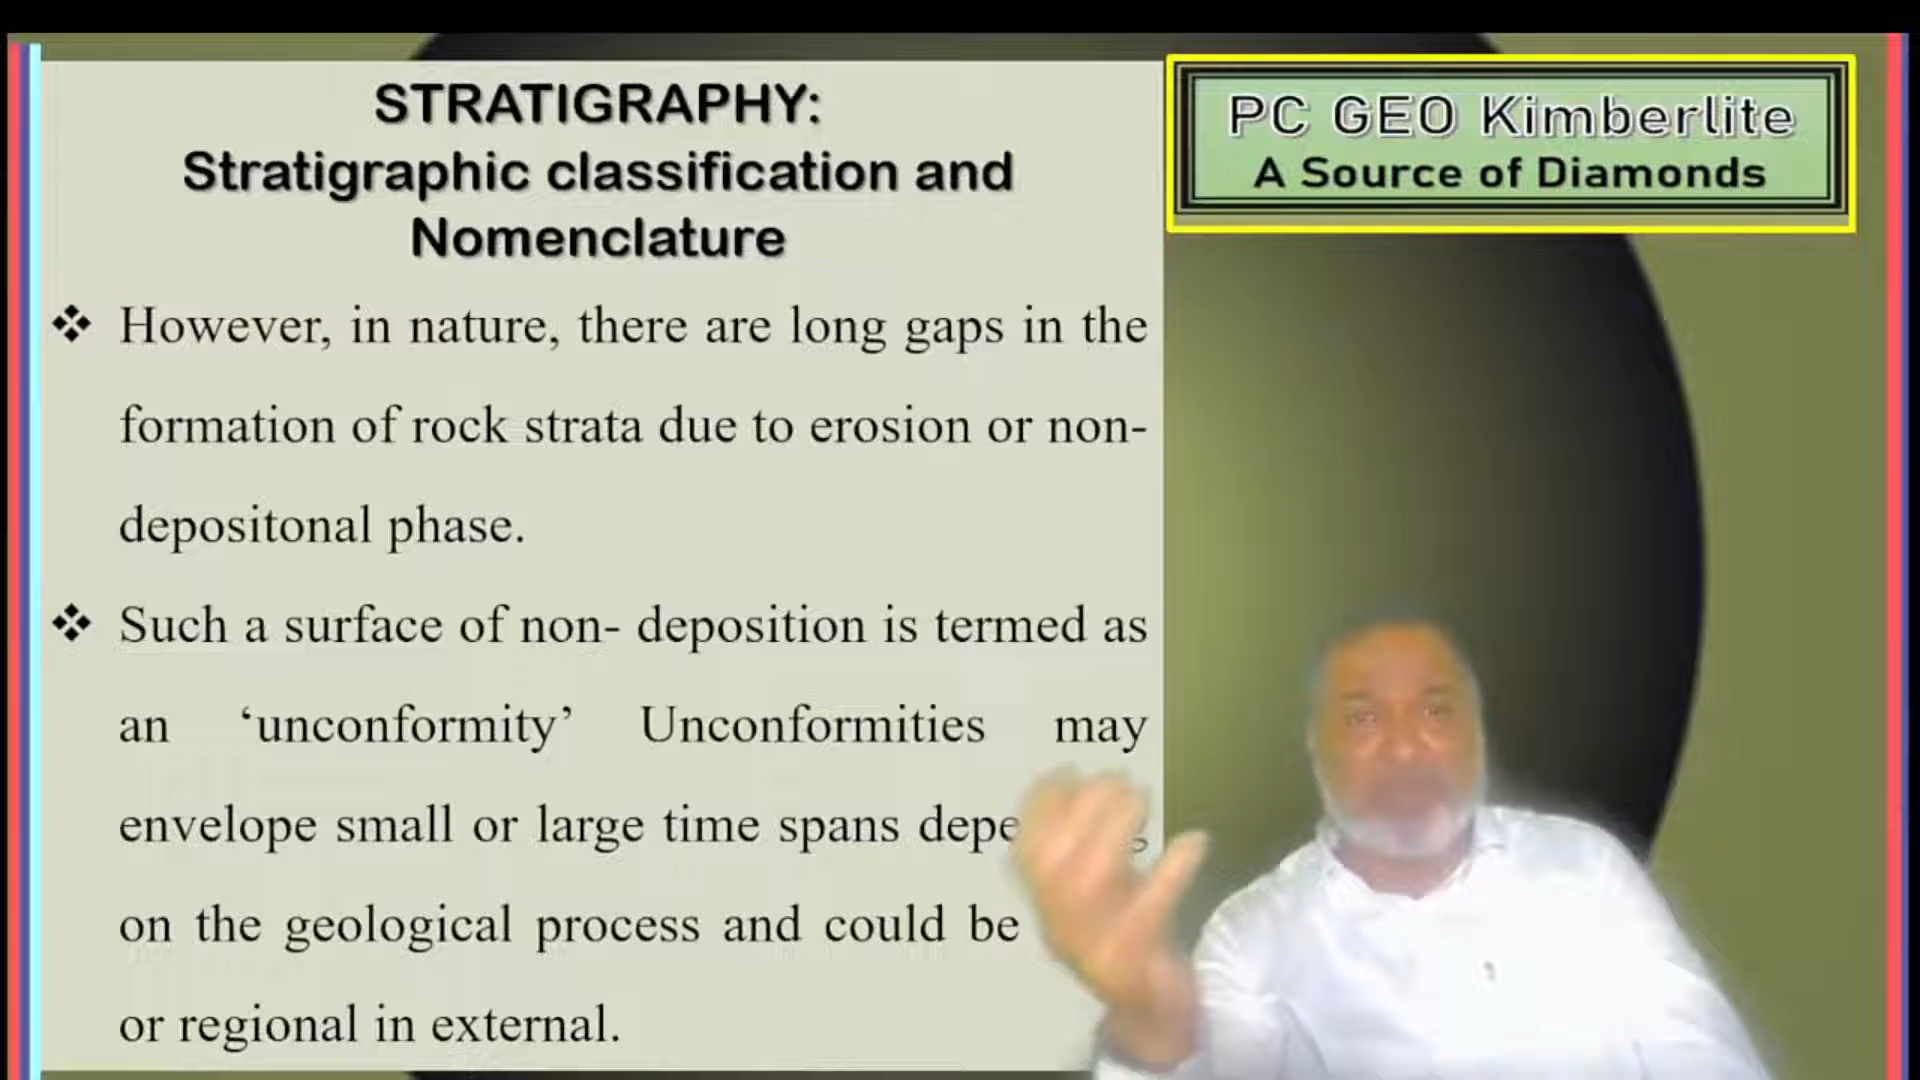 STRATIGRAPHY:
Stratigraphic classification and
Nomenclature
PC GEO Kimberlite
A Source of Diamonds
❖ However, in nature, there are long gaps in the
formation of rock strata due to erosion or non-
depositonal phase.
❖ Such a surface of non- deposition is termed as
an ‘unconformity’ Unconformities may
envelope small or large time spans
on the geological process and could be
or regional in external.